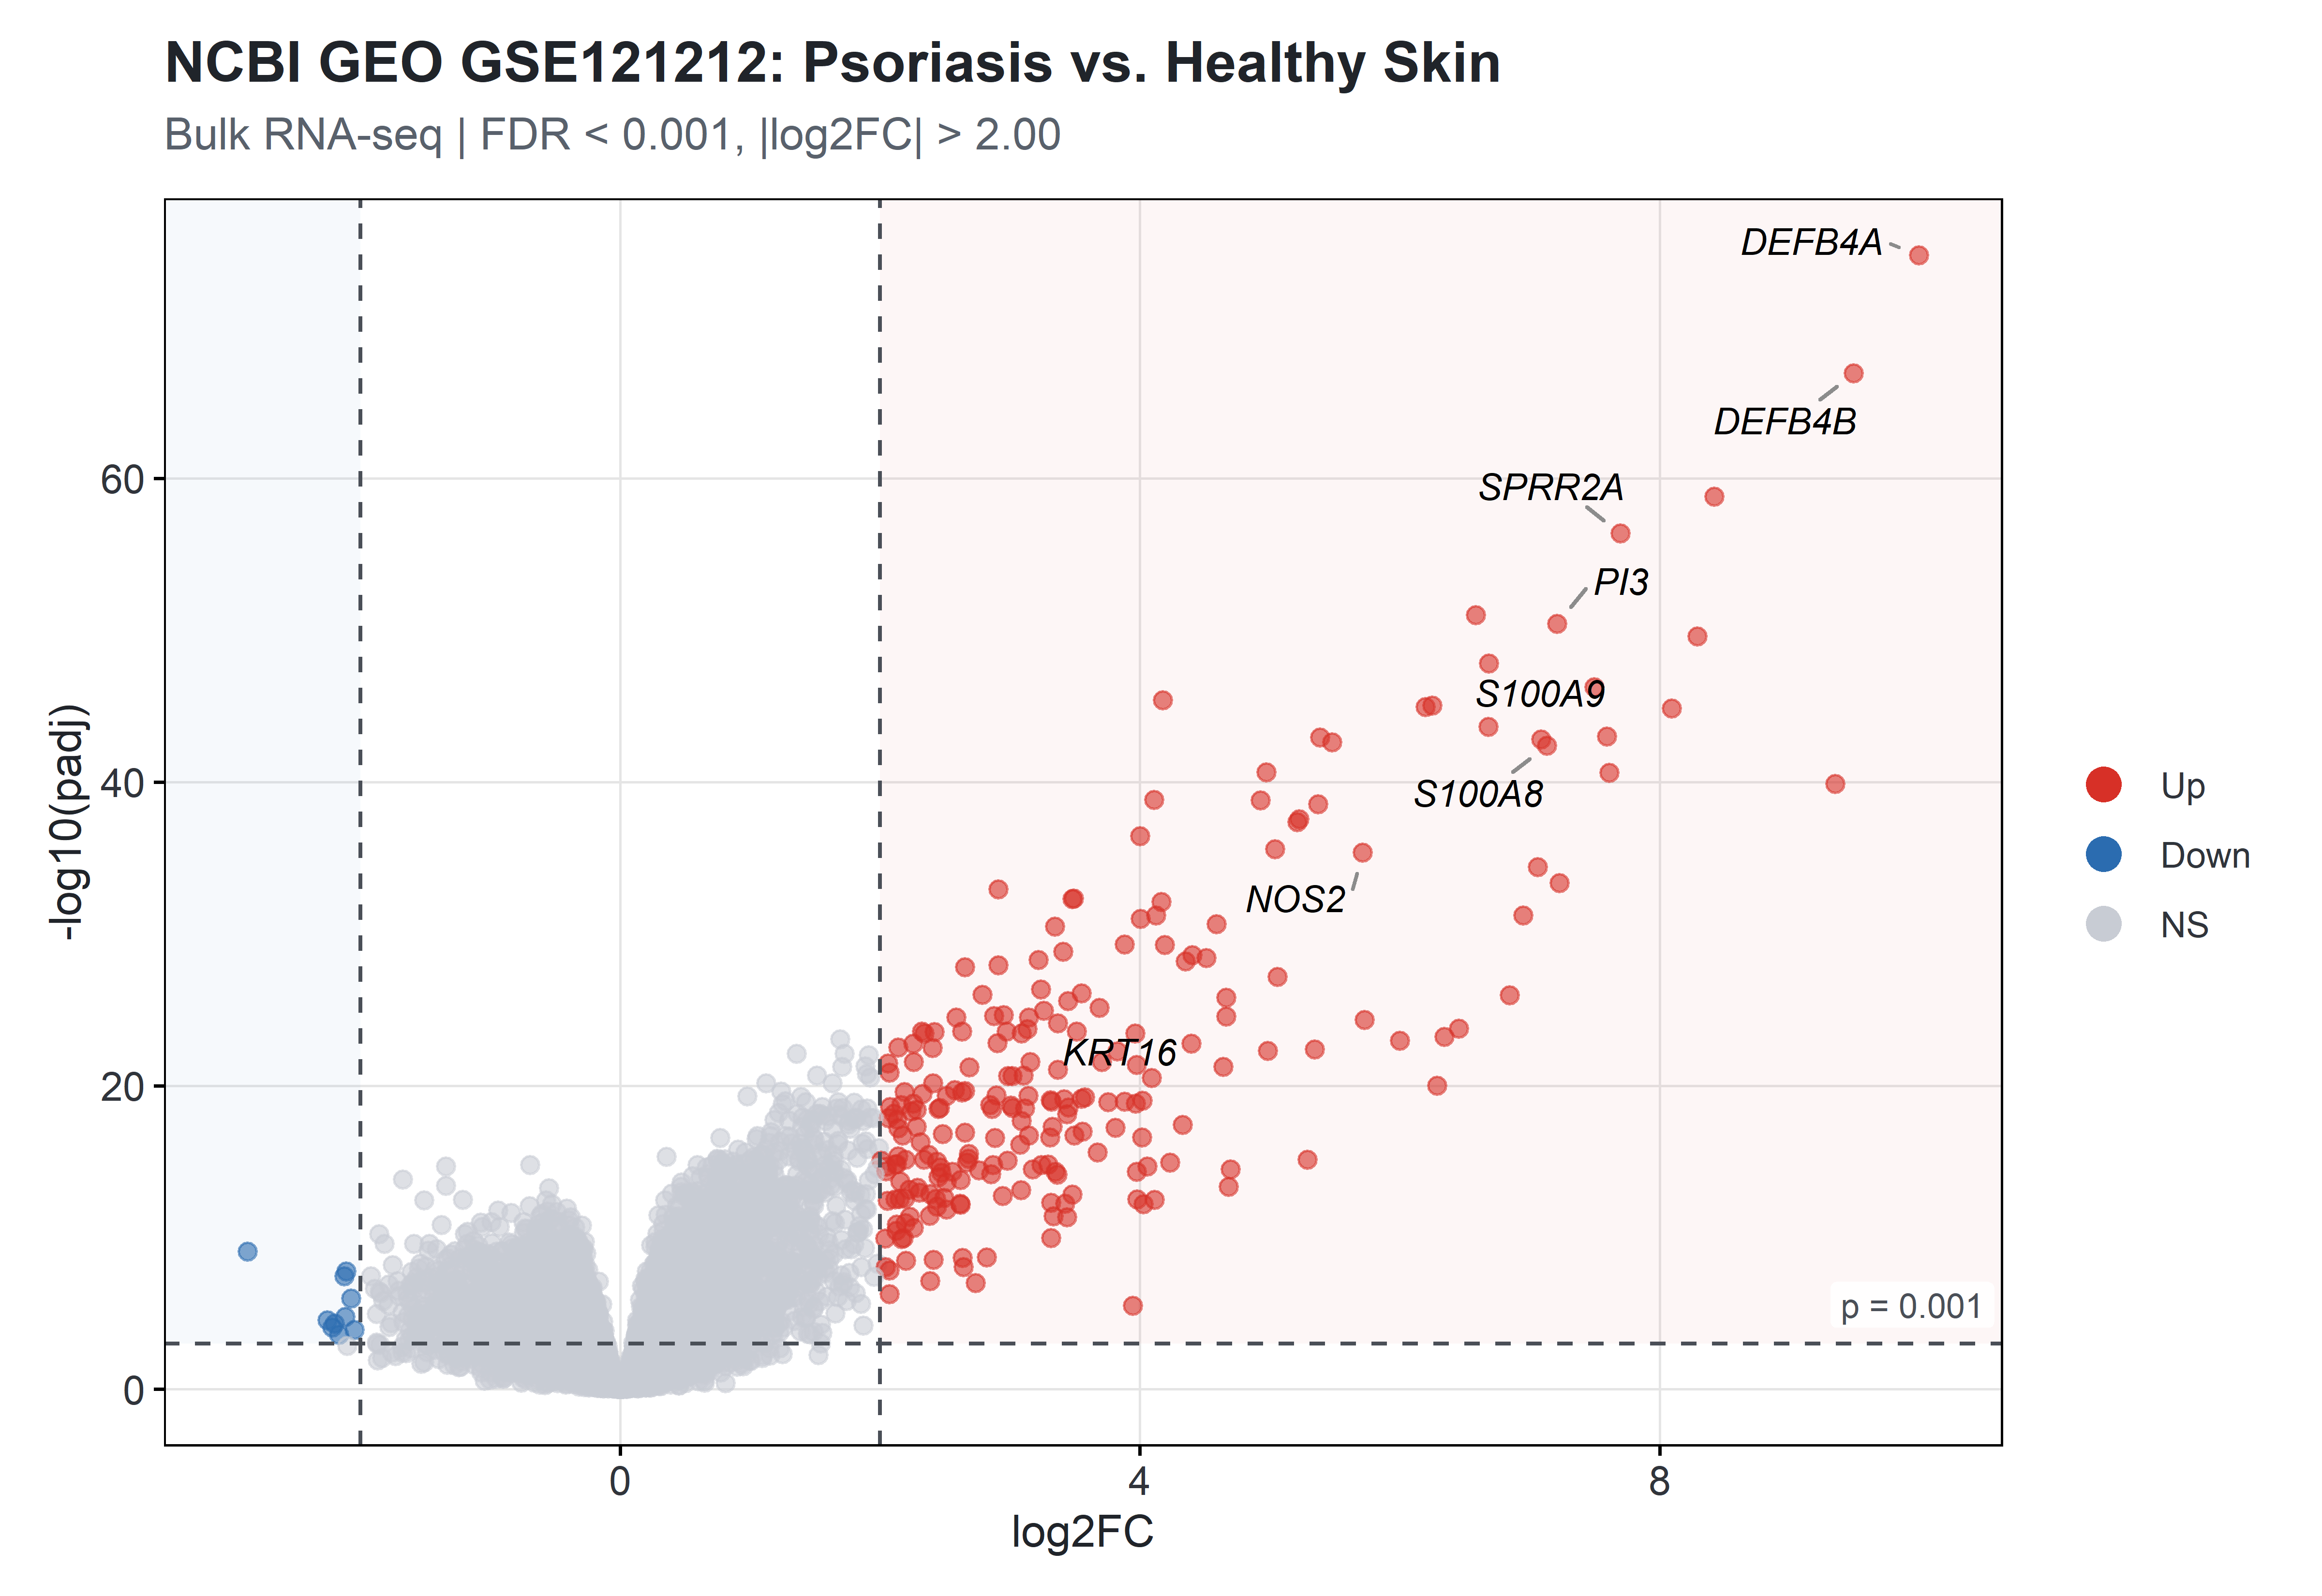 NCBI GEO GSE121212: Psoriasis vs. Healthy Skin
Bulk RNA-seq | FDR < 0.001, |log2FC| > 2.00
DEFB4A
DEFB4B
SPRR2A
PI3
S100A9
S100A8
NOS2
KRT16
p = 0.001
60
40
20
0
-log10(padj)
0
4
8
log2FC
Up
Down
NS